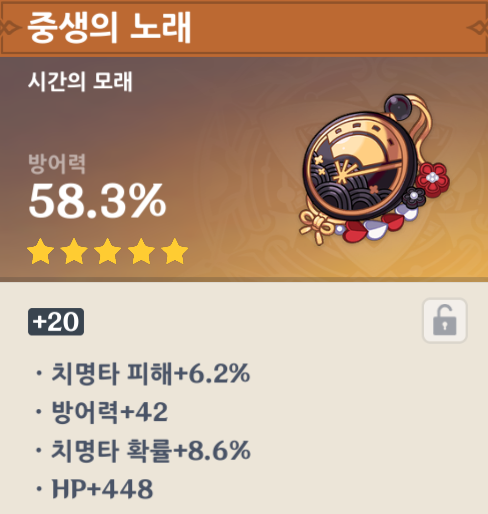 중생의 노래
시간의 모래
방어력
58.3%
+20
· 치명타 피해+6.2%
· 방어력+42
· 치명타 확률+8.6%
· HP+448